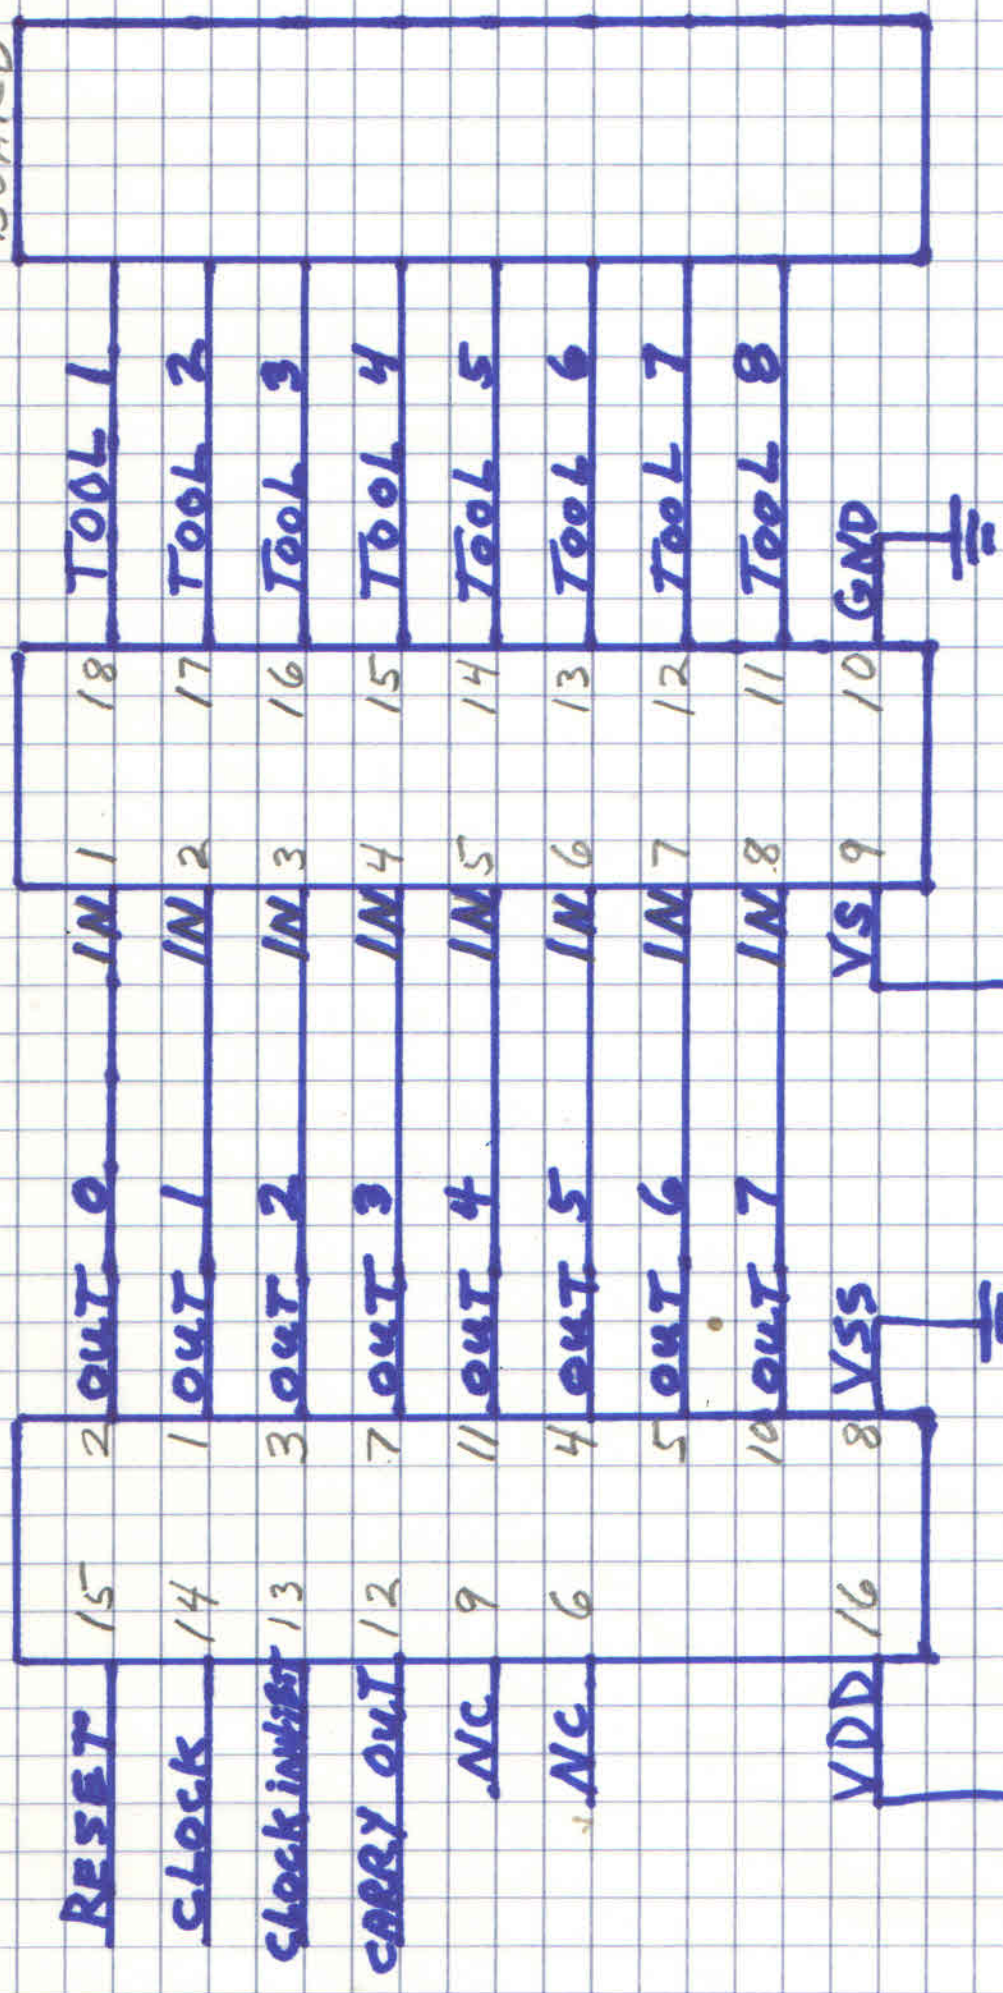 RESET 15 2 OUT 0 IN 1 18 TOOL 1
CLOCK 14 1 OUT 1 IN 2 17 TOOL 2
CLOCK INHIBIT 13 3 OUT 2 IN 3 16 TOOL 3
CARRY OUT 12 7 OUT 3 IN 4 15 TOOL 4
NC 9 11 OUT 4 IN 5 14 TOOL 5
NC 6 4 OUT 5 IN 6 13 TOOL 6
5 OUT 6 IN 7 12 TOOL 7
10 OUT 7 IN 8 11 TOOL 8
VDD 16 8 VSS VS 9 10 GND